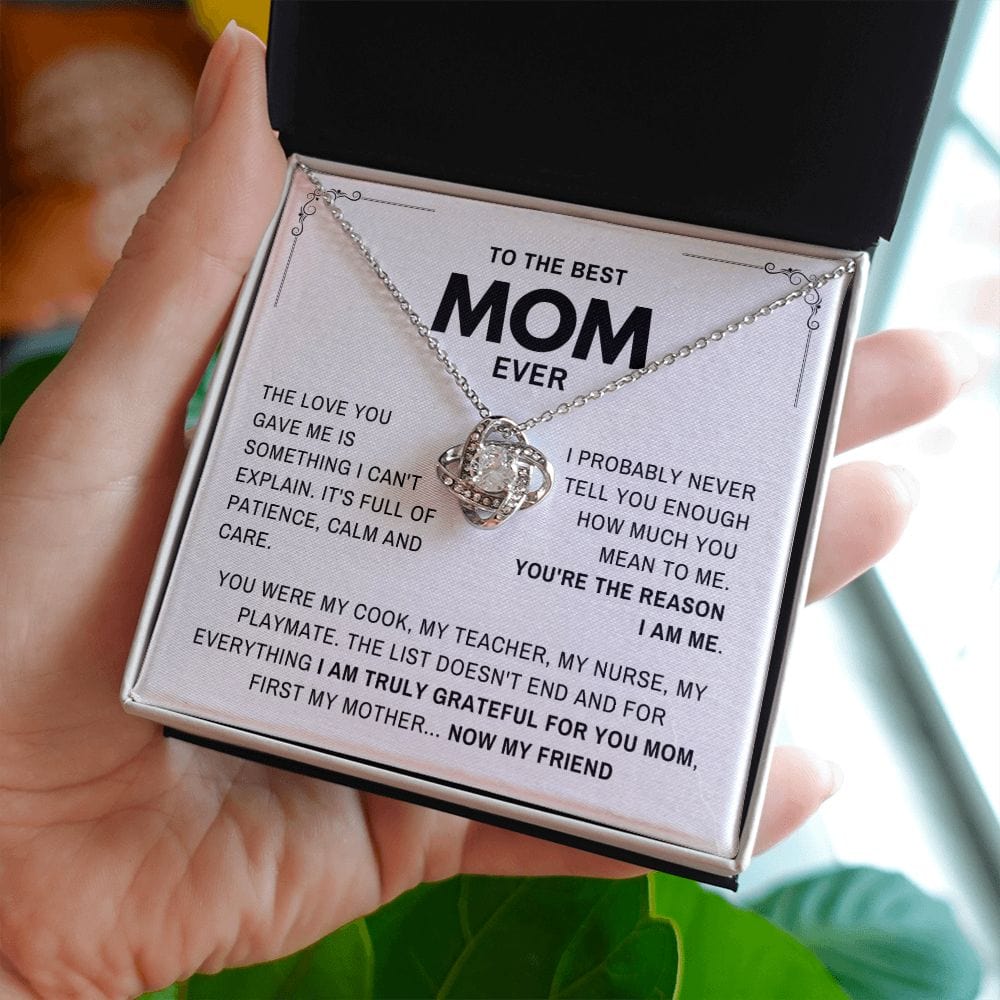 TO THE BEST
MOM
EVER
THE LOVE YOU
GAVE ME IS
SOMETHING I CAN'T
EXPLAIN. IT'S FULL OF
PATIENCE, CALM AND
CARE.
I PROBABLY NEVER
TELL YOU ENOUGH
HOW MUCH YOU
MEAN TO ME.
YOU'RE THE REASON
I AM ME.
YOU WERE MY COOK, MY TEACHER, MY NURSE, MY
PLAYMATE. THE LIST DOESN'T END AND FOR
EVERYTHING I AM TRULY GRATEFUL FOR YOU MOM,
FIRST MY MOTHER... NOW MY FRIEND